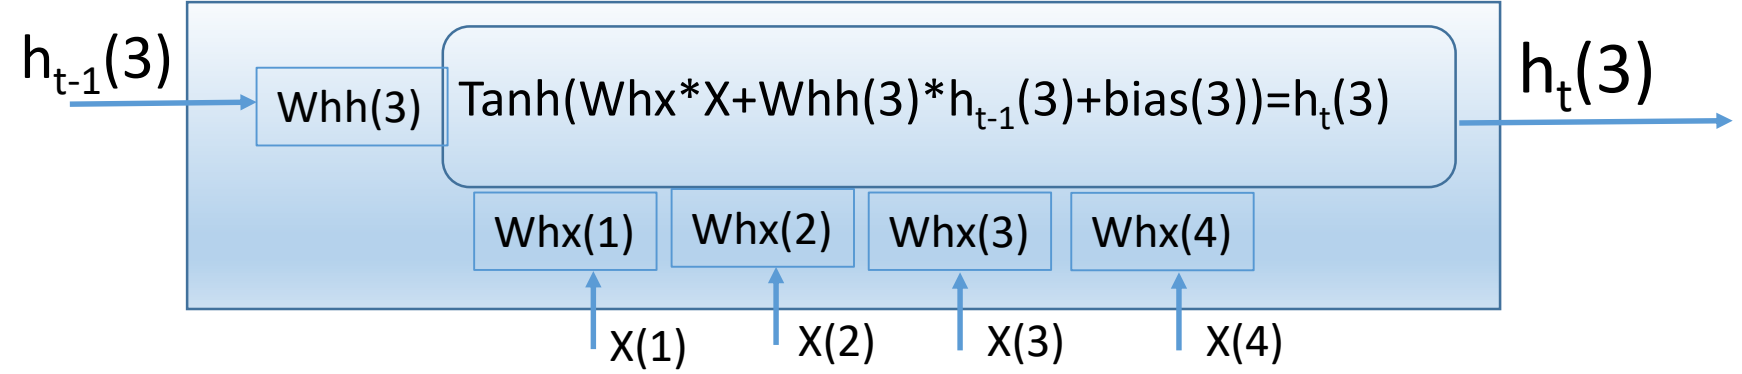 h_{t-1}(3)
Whh(3)
Tanh(Whx*X+Whh(3)*h_{t-1}(3)+bias(3))=h_t(3)
h_t(3)
Whx(1) Whx(2) Whx(3) Whx(4)
X(1) X(2) X(3) X(4)